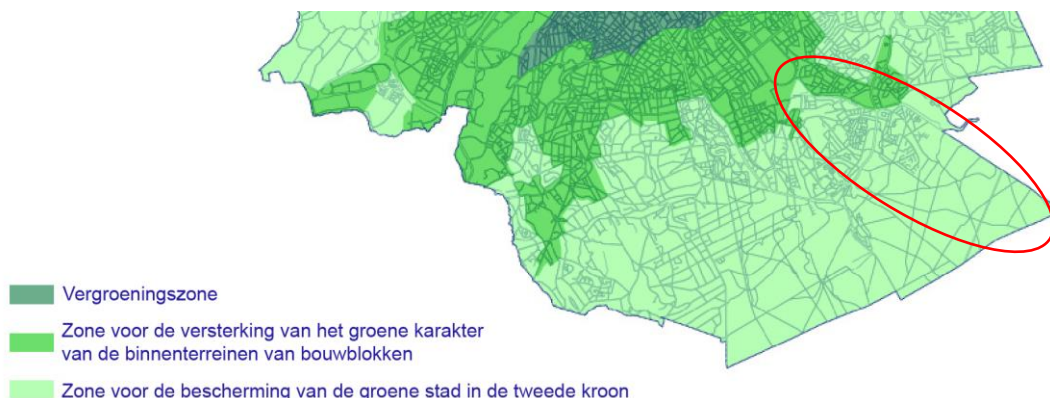 Vergroeningszone
Zone voor de versterking van het groene karakter
van de binnenterreinen van bouwblokken
Zone voor de bescherming van de groene stad in de tweede kroon